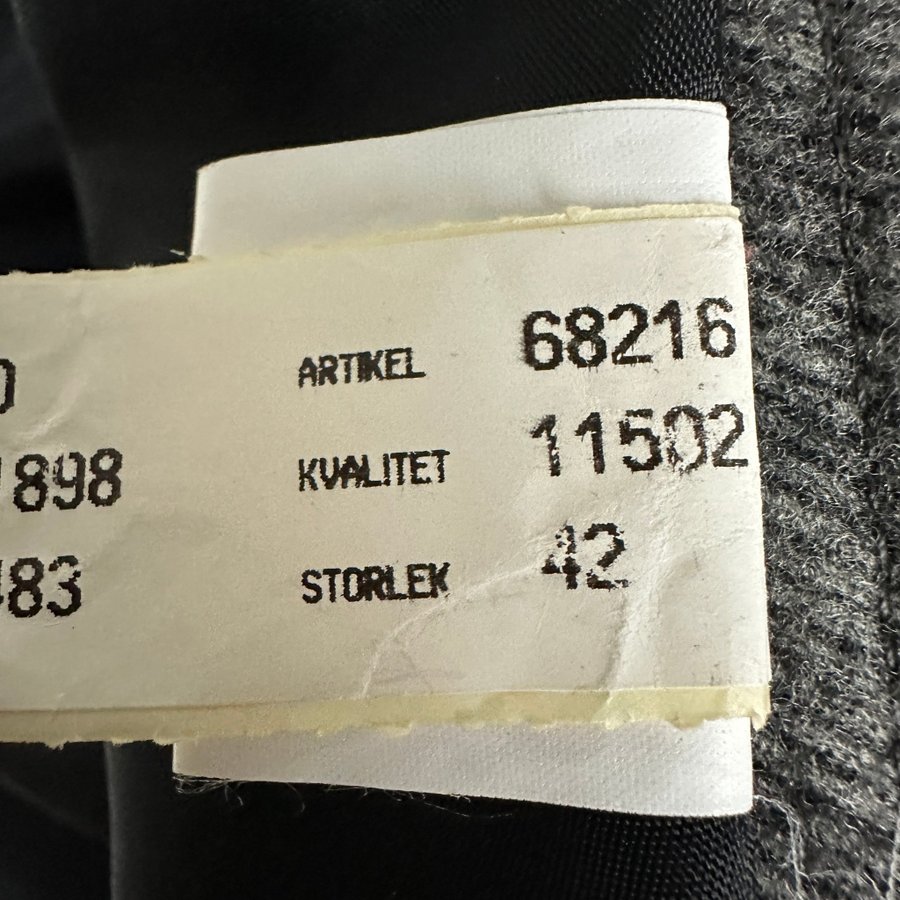 ARTIKEL 68216
898 KVALITET 11502
83 STORLEK 42